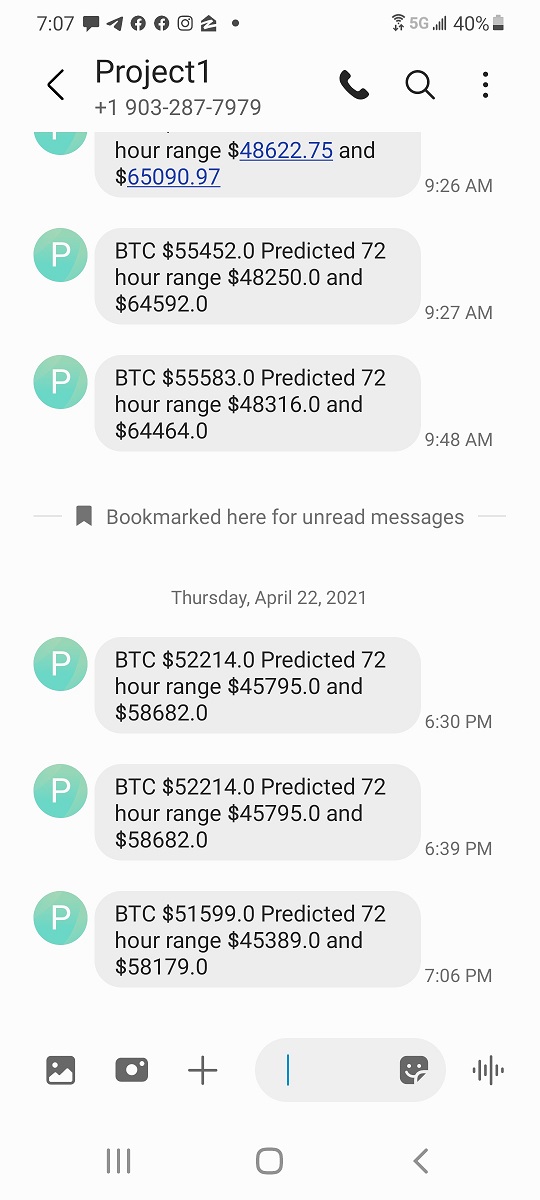 7:07 5G 40%
Project1
+1 903-287-7979
hour range $48622.75 and
$65090.97
9:26 AM
P
BTC $55452.0 Predicted 72
hour range $48250.0 and
$64592.0
9:27 AM
P
BTC $55583.0 Predicted 72
hour range $48316.0 and
$64464.0
9:48 AM
Bookmarked here for unread messages
Thursday, April 22, 2021
P
BTC $52214.0 Predicted 72
hour range $45795.0 and
$58682.0
6:30 PM
P
BTC $52214.0 Predicted 72
hour range $45795.0 and
$58682.0
6:39 PM
P
BTC $51599.0 Predicted 72
hour range $45389.0 and
$58179.0
7:06 PM